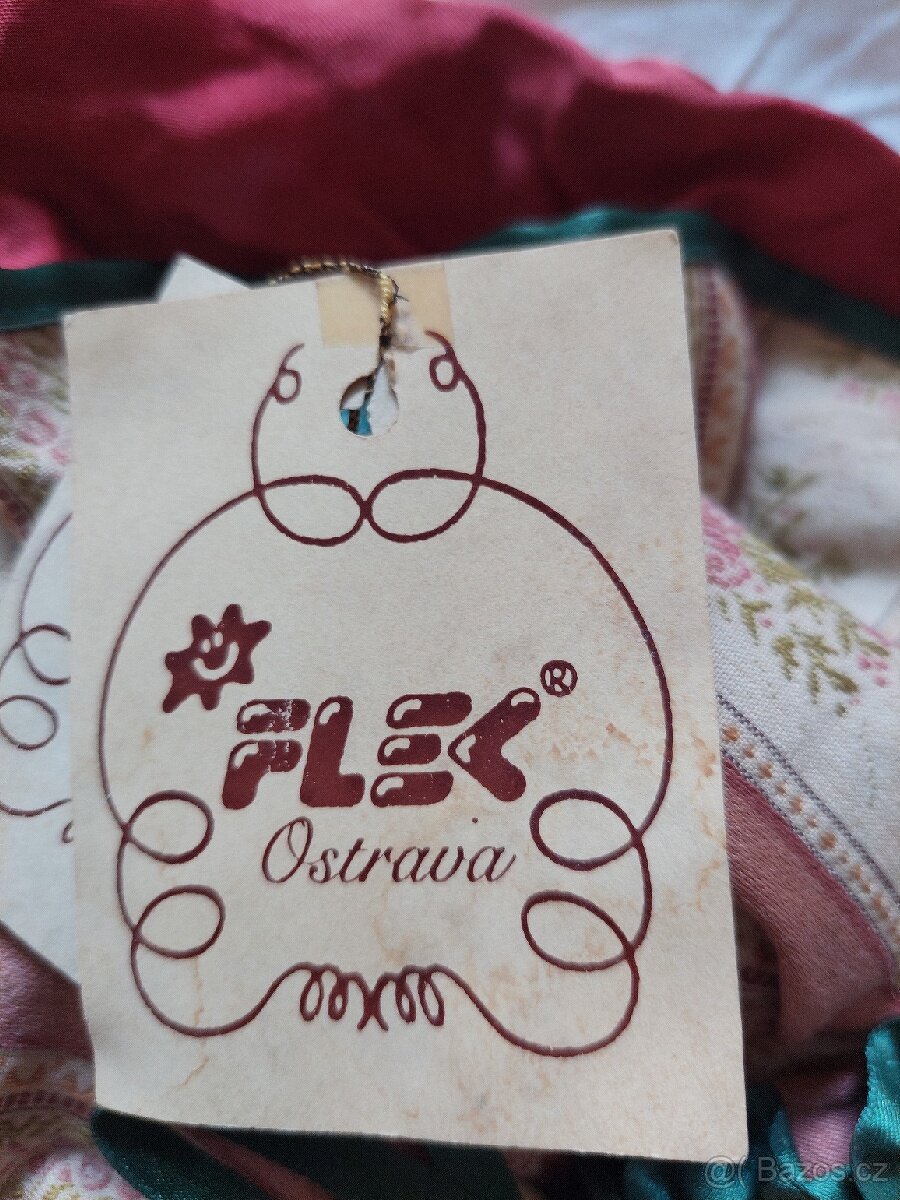 FLEK ®
Ostrava
@( Bazos.cz